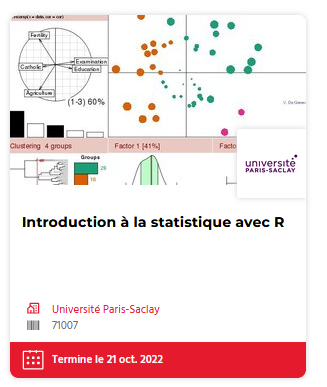 Fertility
Catholic
Examination
Education
Agriculture
(1-3) 60%
Clustering 4 groups
Factor 1 [41%]
Facto
Groups
université
PARIS-SACLAY
Introduction à la statistique avec R
Université Paris-Saclay
71007
Termine le 21 oct. 2022